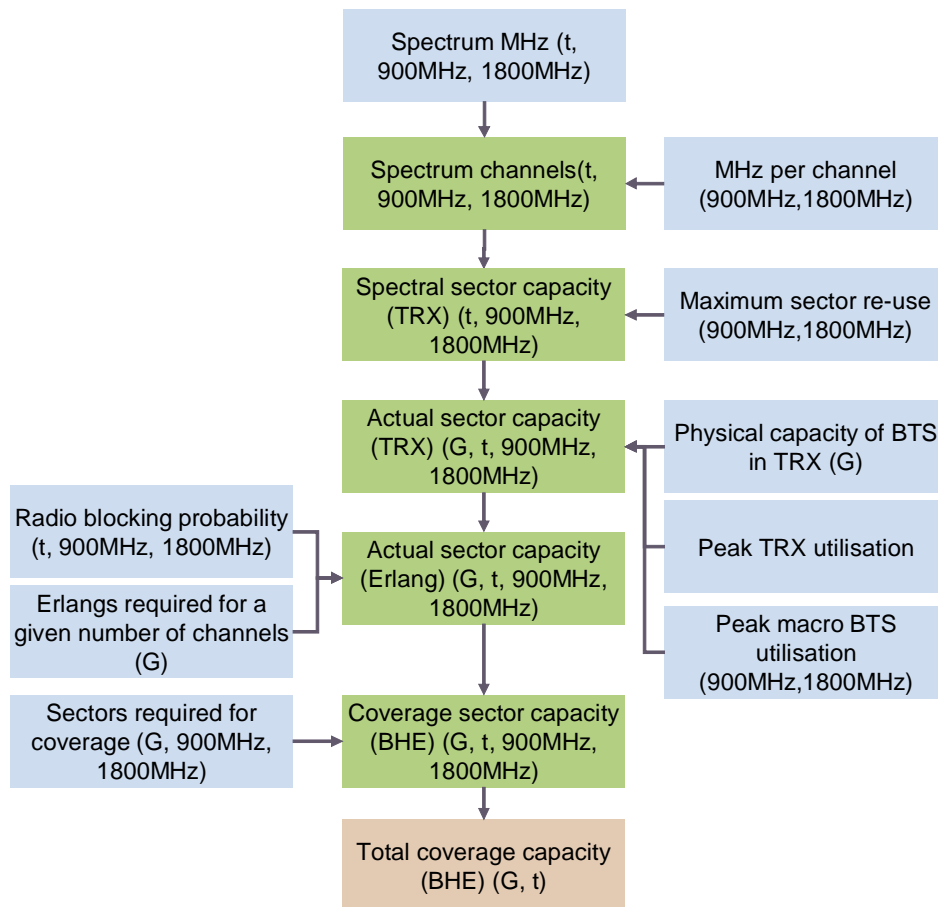 Spectrum MHz (t,
900MHz, 1800MHz)
Spectrum channels(t,
900MHz, 1800MHz)
MHz per channel
(900MHz,1800MHz)
Spectral sector capacity
(TRX) (t, 900MHz,
1800MHz)
Maximum sector re-use
(900MHz,1800MHz)
Actual sector capacity
(TRX) (G, t, 900MHz,
1800MHz)
Physical capacity of BTS
in TRX (G)
Radio blocking probability
(t, 900MHz, 1800MHz)
Peak TRX utilisation
Actual sector capacity
(Erlang) (G, t, 900MHz,
1800MHz)
Erlangs required for a
given number of channels
(G)
Peak macro BTS
utilisation
(900MHz,1800MHz)
Sectors required for
coverage (G, 900MHz,
1800MHz)
Coverage sector capacity
(BHE) (G, t, 900MHz,
1800MHz)
Total coverage capacity
(BHE) (G, t)